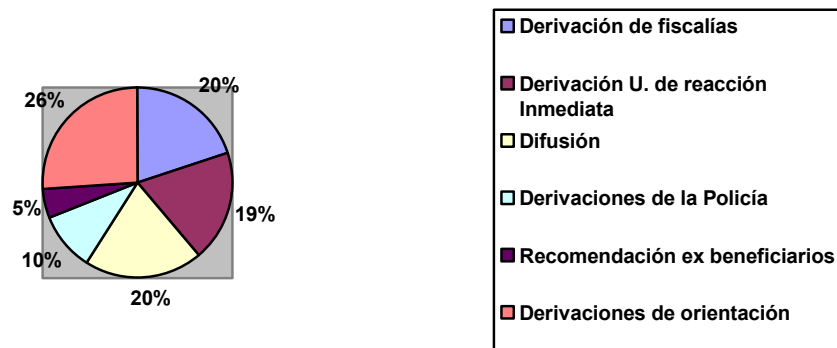 20%
26%
19%
5%
10%
20%
Derivación de fiscalías
Derivación U. de reacción
Inmediata
Difusión
Derivaciones de la Policía
Recomendación ex beneficiarios
Derivaciones de orientación